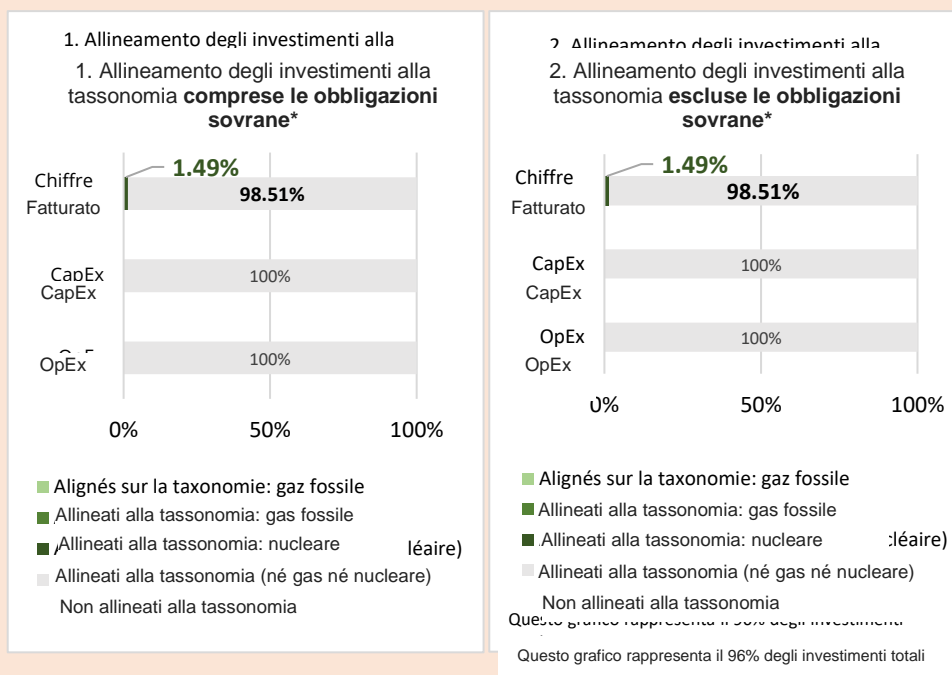 1. Allineamento degli investimenti alla
1. Allineamento degli investimenti alla
tassonomia comprese le obbligazioni
sovrane*
1.49%
Chiffre
98.51%
Fatturato
CapEx
100%
CapEx
100%
OpEx
0% 50% 100%
Alignés sur la taxonomie: gaz fossile
Allineati alla tassonomia: gas fossile
Allineati alla tassonomia: nucleare léaire)
Allineati alla tassonomia (né gas né nucleare)
Non allineati alla tassonomia
2. Allineamento degli investimenti alla
2. Allineamento degli investimenti alla
tassonomia escluse le obbligazioni
sovrane*
1.49%
Chiffre
98.51%
Fatturato
CapEx
100%
CapEx
OpEx
100%
OpEx
0% 50% 100%
Alignés sur la taxonomie: gaz fossile
Allineati alla tassonomia: gas fossile
Allineati alla tassonomia: nucleare cléaire)
Allineati alla tassonomia (né gas né nucleare)
Non allineati alla tassonomia
Questo grafico rappresenta il 96% degli investimenti
Questo grafico rappresenta il 96% degli investimenti totali